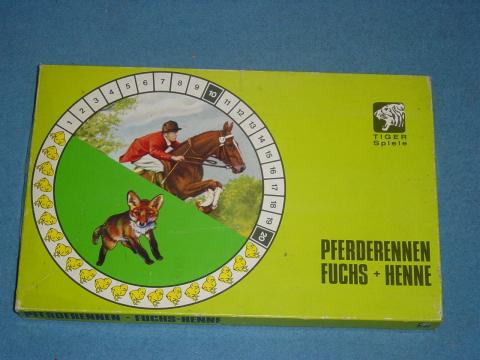 1 2 3 4 5 6 7 8 9 10 11 12 13 14 15 16 17 18 19 20
TIGER
Spiele
PFERDERENNEN
FUCHS + HENNE
PFERDERENNEN - FUCHS-HENNE